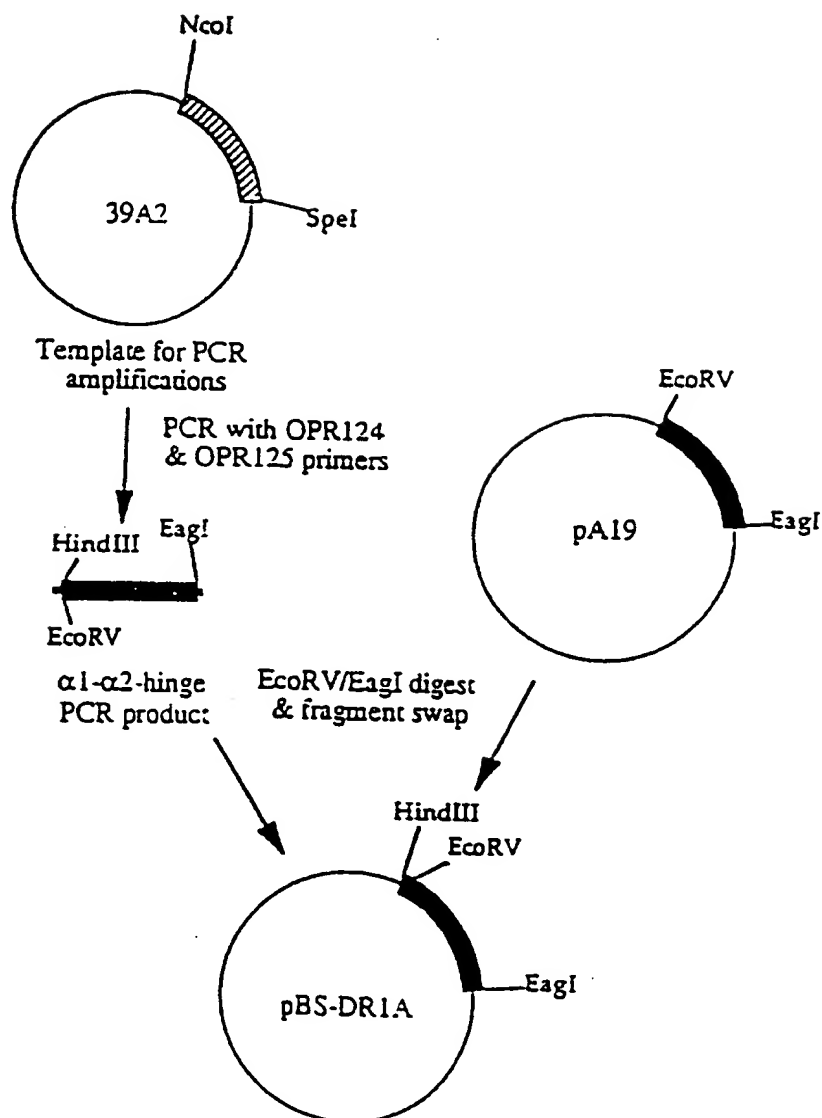 NcoI
39A2
SpeI
Template for PCR
amplifications
PCR with OPR124
& OPR125 primers
HindIII
EagI
EcoRV
α1-α2-hinge
PCR product
EcoRV
pA19
EagI
EcoRV/EagI digest
& fragment swap
HindIII
EcoRV
pBS-DR1A
EagI